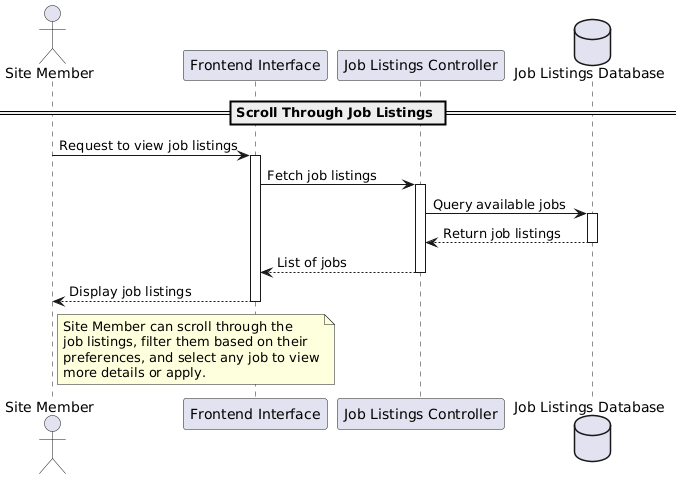 Site Member
Frontend Interface
Job Listings Controller
Job Listings Database
Scroll Through Job Listings
Request to view job listings
Fetch job listings
Query available jobs
Return job listings
List of jobs
Display job listings
Site Member can scroll through the
job listings, filter them based on their
preferences, and select any job to view
more details or apply.
Site Member
Frontend Interface
Job Listings Controller
Job Listings Database